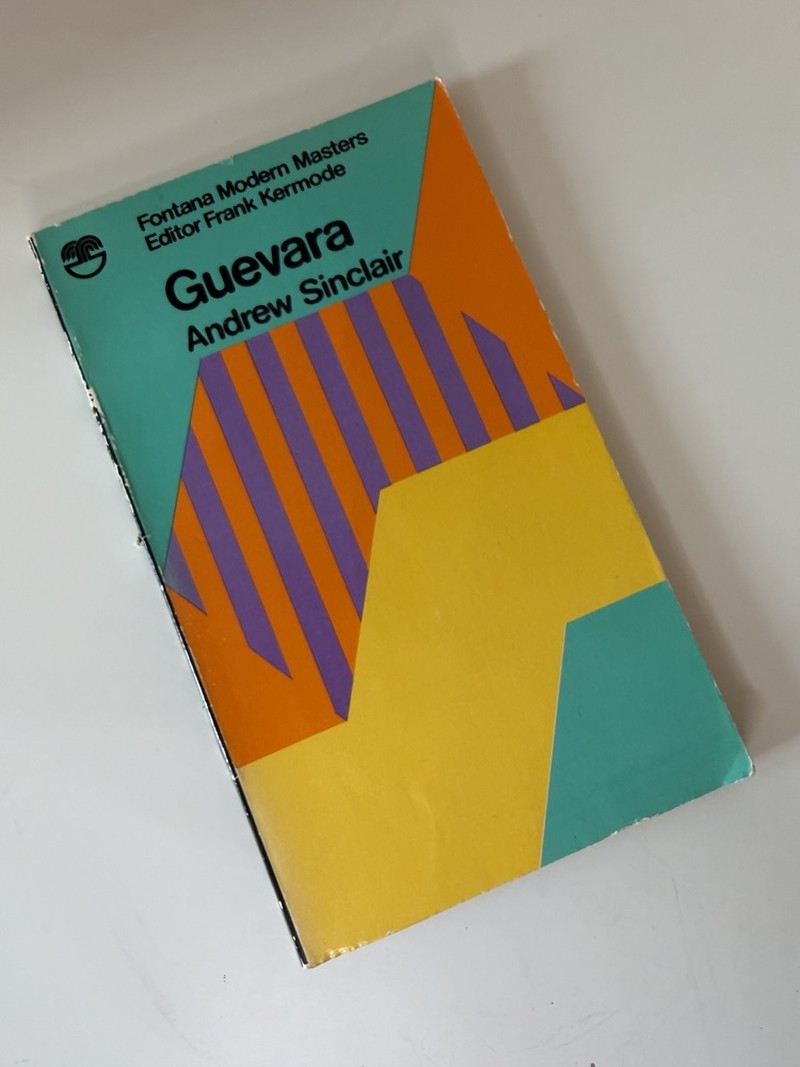 Fontana Modern Masters
Editor Frank Kermode
Guevara
Andrew Sinclair